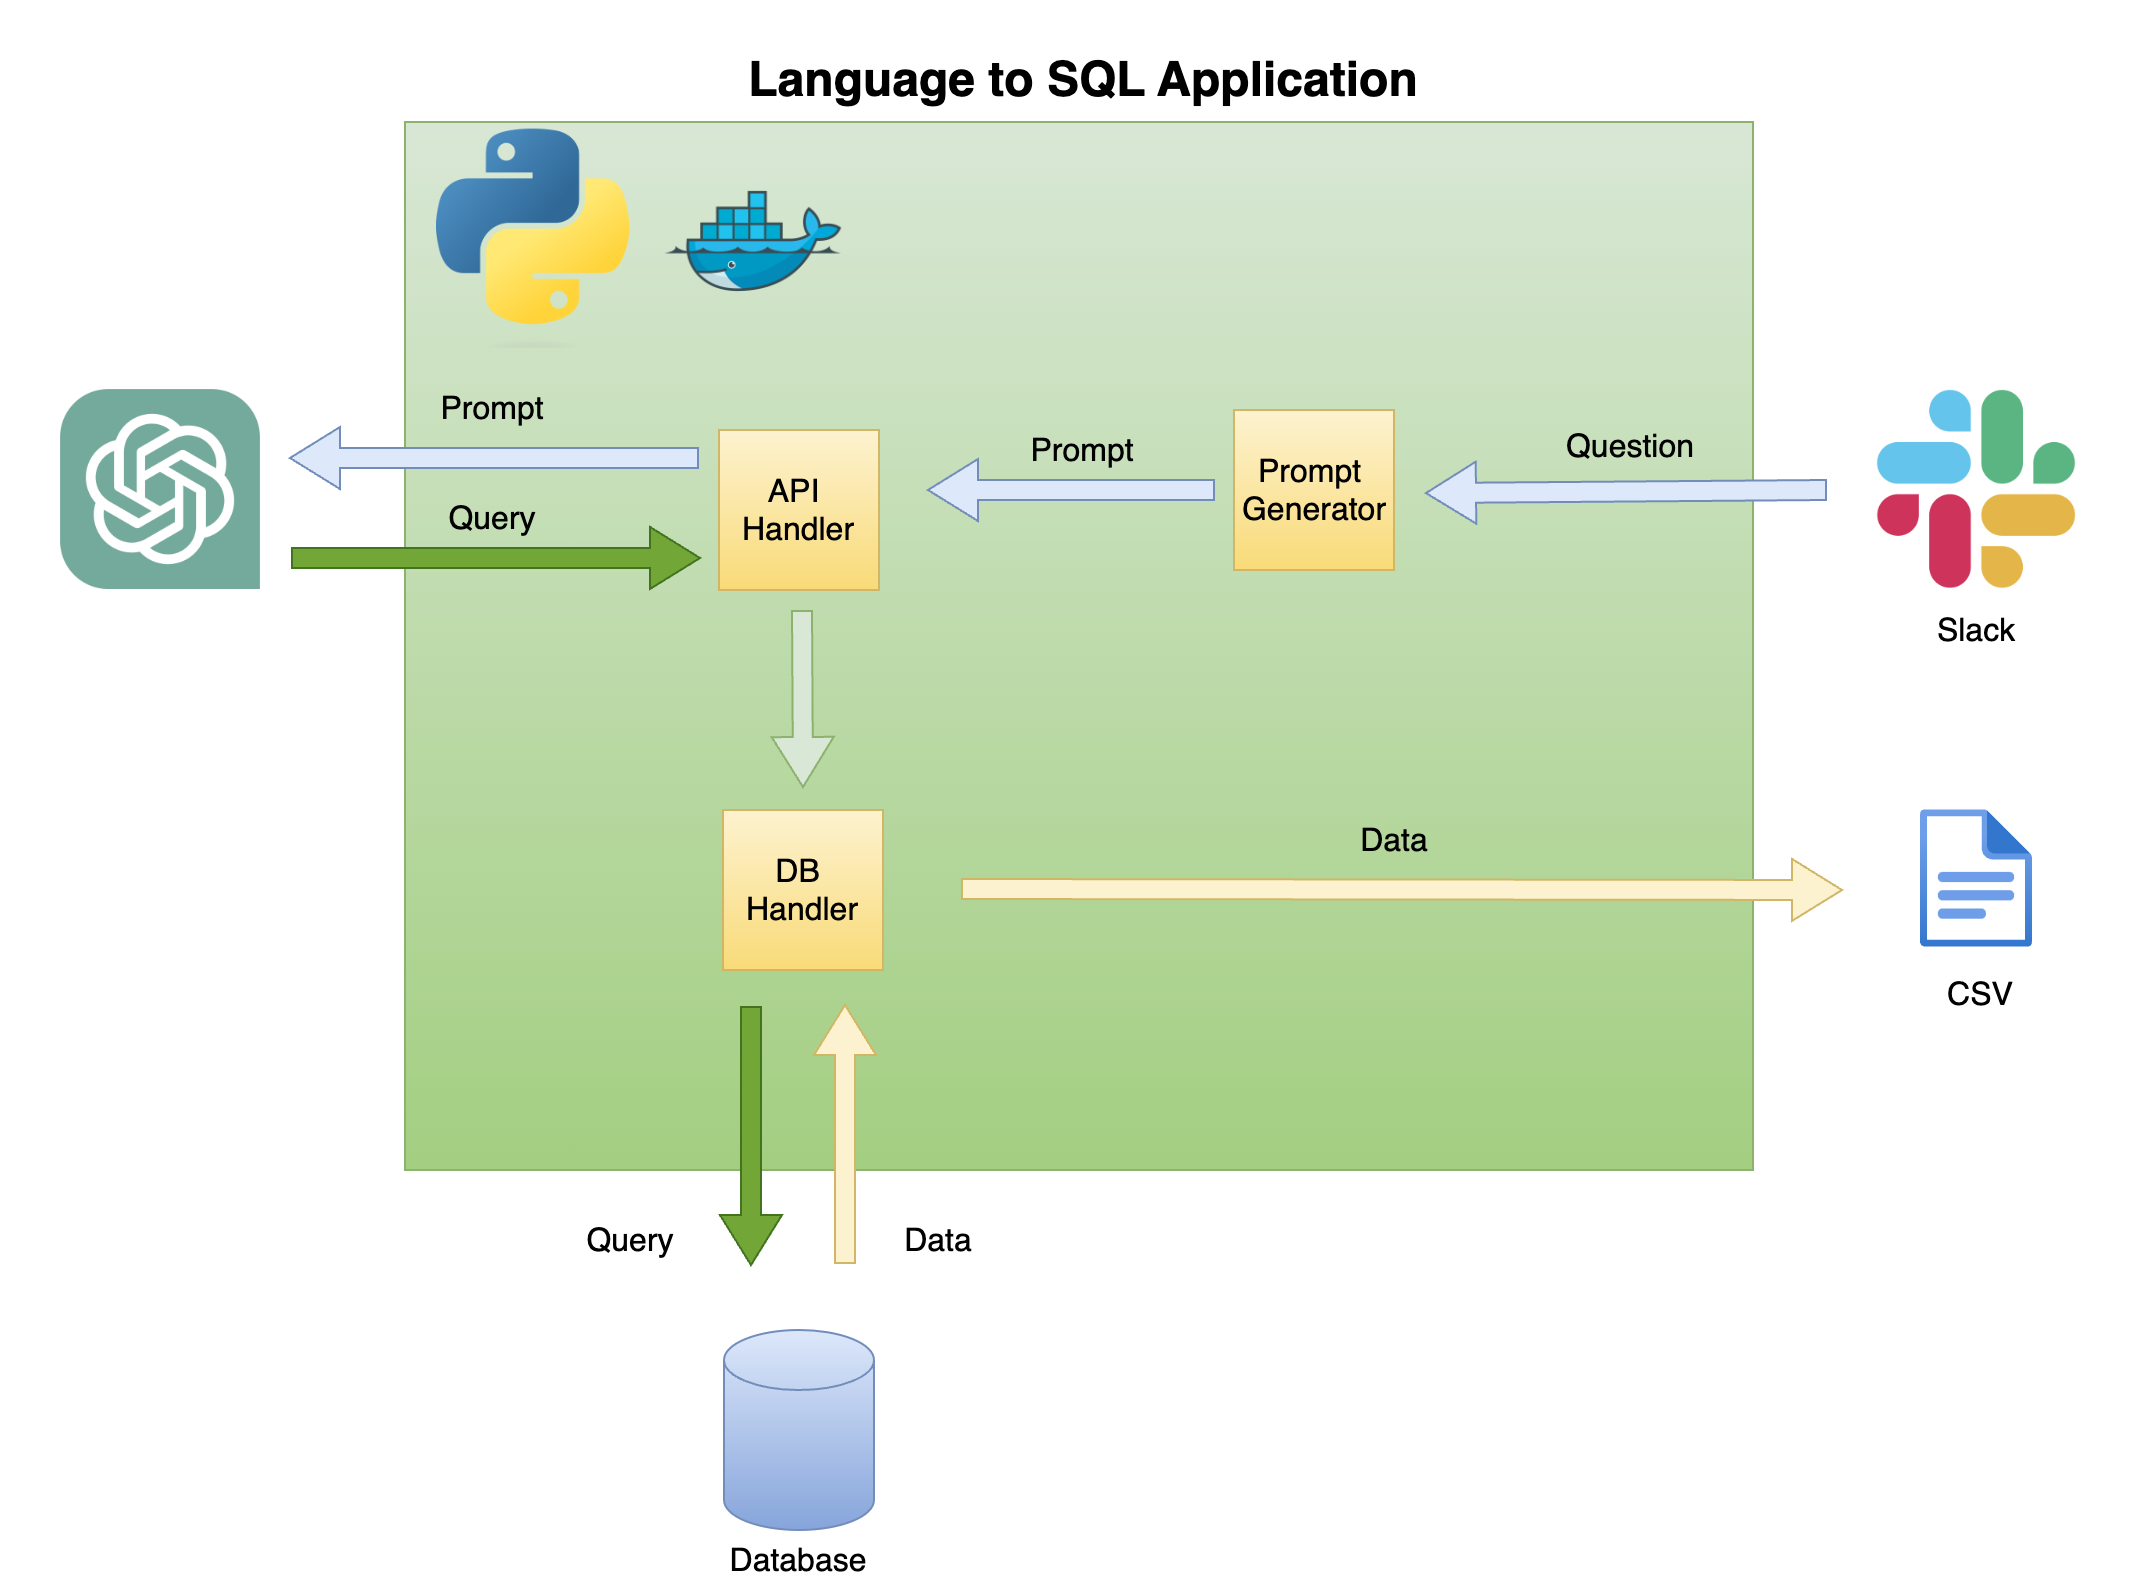 Language to SQL Application
Prompt
Query
API
Handler
Prompt
Prompt
Generator
Question
Slack
DB
Handler
Data
CSV
Query
Data
Database